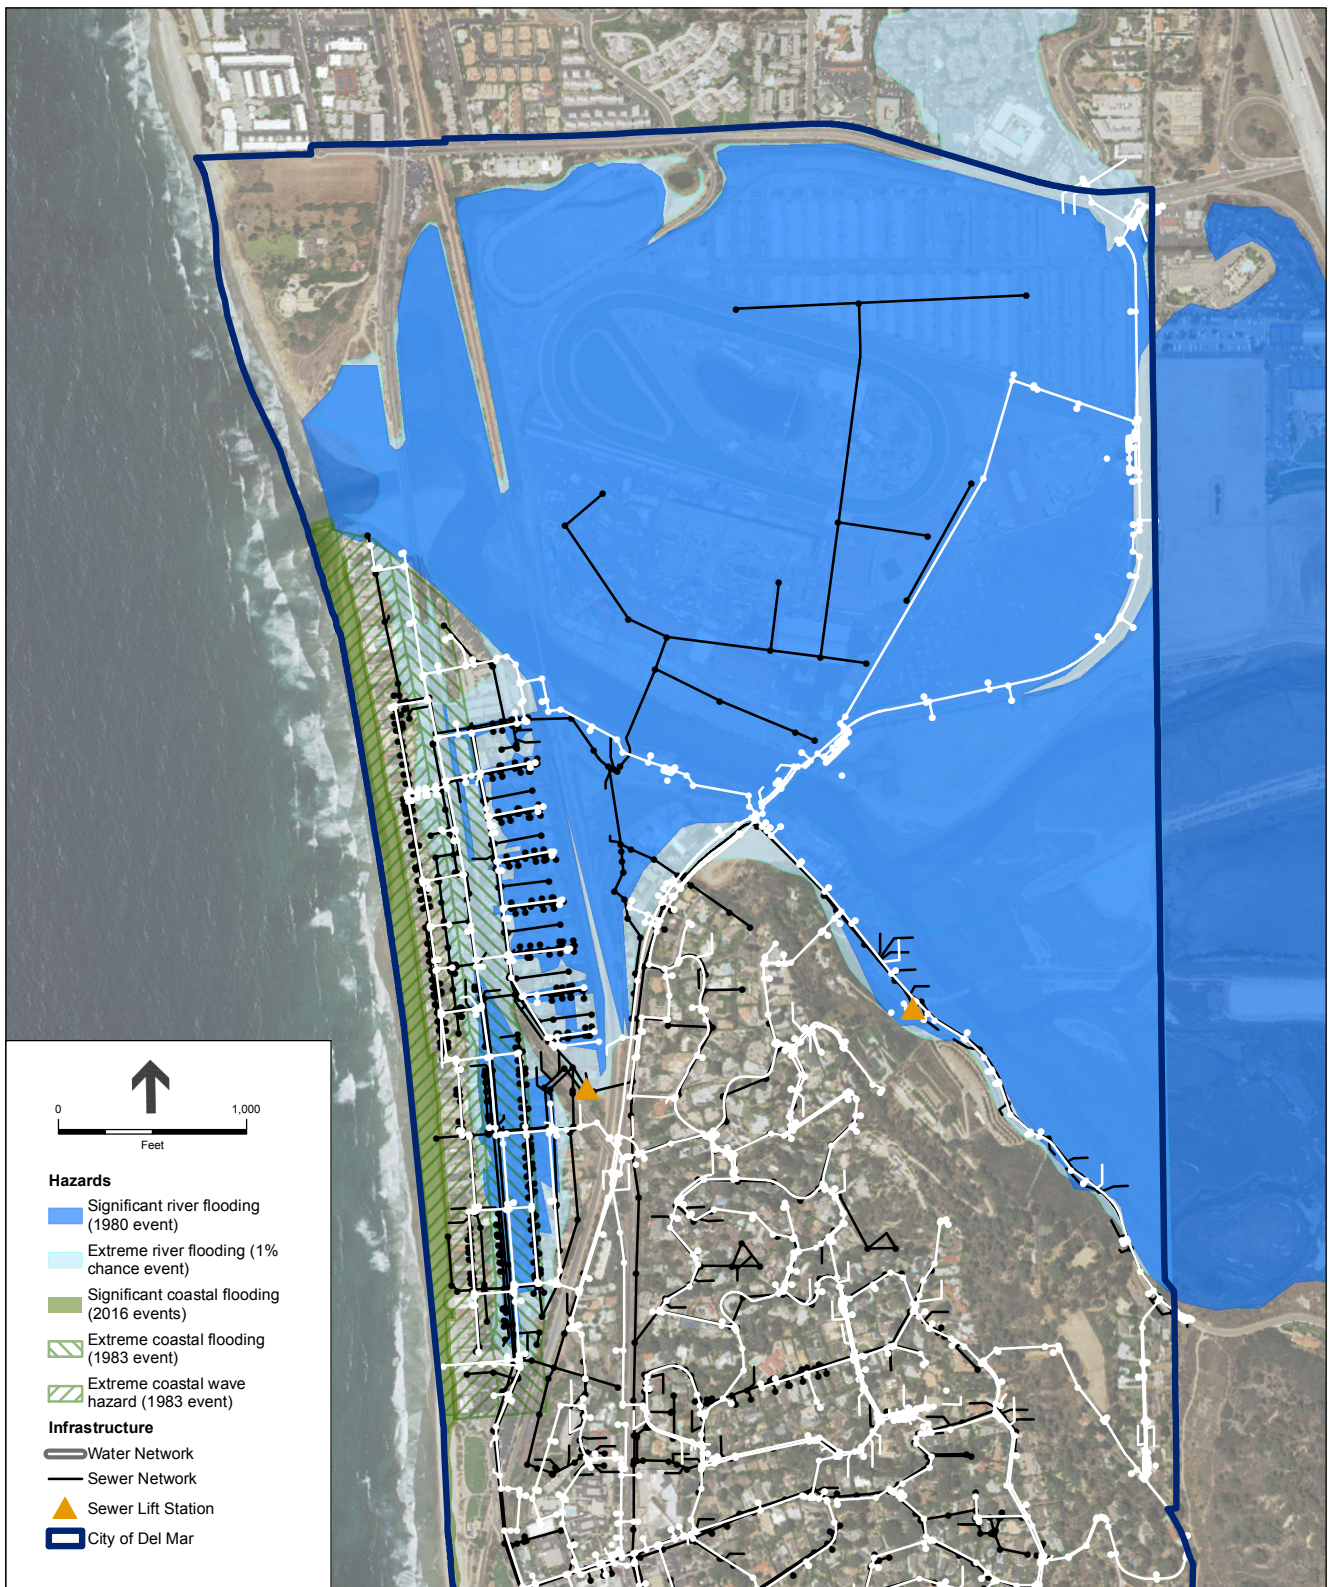 0 1,000
Feet
Hazards
Significant river flooding
(1980 event)
Extreme river flooding (1%
chance event)
Significant coastal flooding
(2016 events)
Extreme coastal flooding
(1983 event)
Extreme coastal wave
hazard (1983 event)
Infrastructure
Water Network
Sewer Network
Sewer Lift Station
City of Del Mar